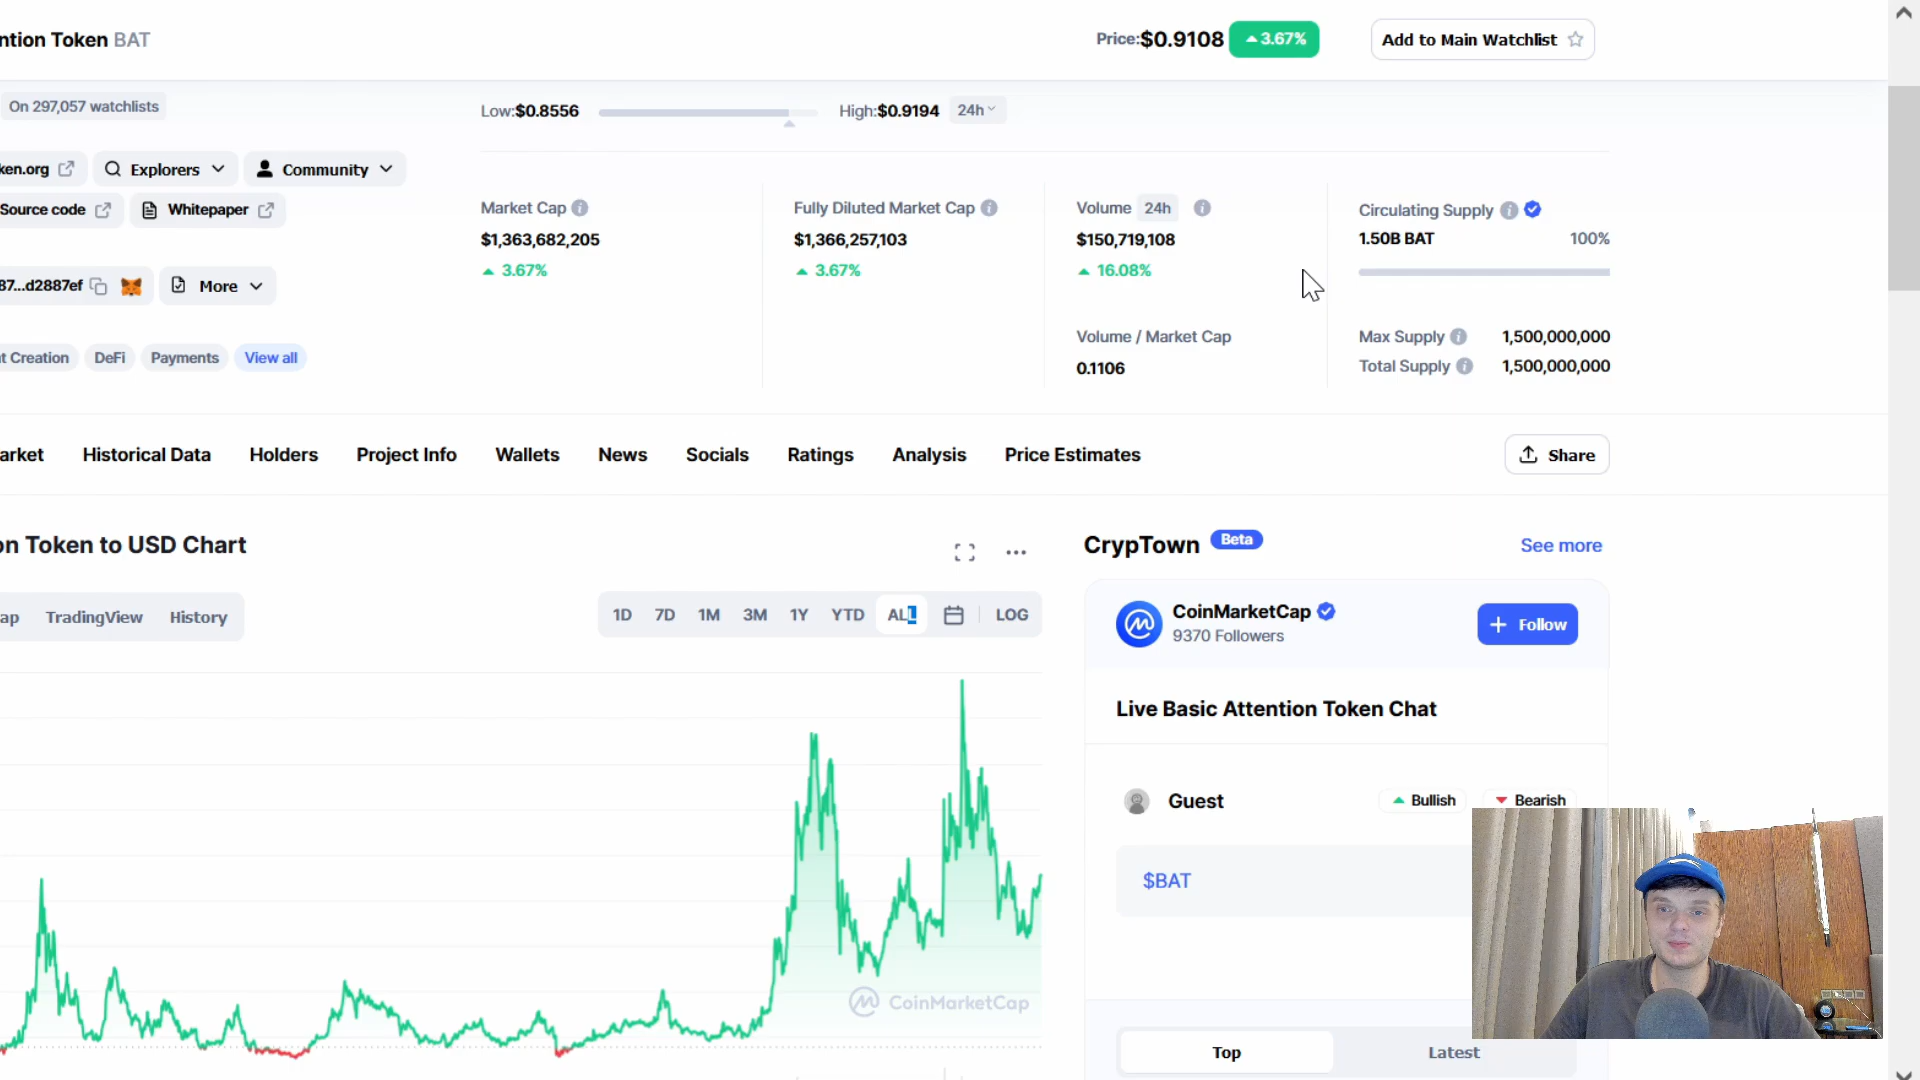 ntion Token BAT
Price:$0.9108 3.67% Add to Main Watchlist
On 297,057 watchlists
Low:$0.8556 High:$0.9194 24h
ken.org Explorers Community
Source code Whitepaper
Market Cap Fully Diluted Market Cap Volume 24h Circulating Supply
$1,363,682,205 $1,366,257,103 $150,719,108 1.50B BAT 100%
3.67% 3.67% 16.08%
87...d2887ef More
Volume / Market Cap Max Supply 1,500,000,000
0.1106 Total Supply 1,500,000,000
t Creation DeFi Payments View all
arket Historical Data Holders Project Info Wallets News Socials Ratings Analysis Price Estimates Share
on Token to USD Chart
CrypTown Beta See more
ap TradingView History 1D 7D 1M 3M 1Y YTD ALL LOG
CoinMarketCap
9370 Followers
Follow
Live Basic Attention Token Chat
Guest Bullish Bearish
$BAT
CoinMarketCap
Top Latest